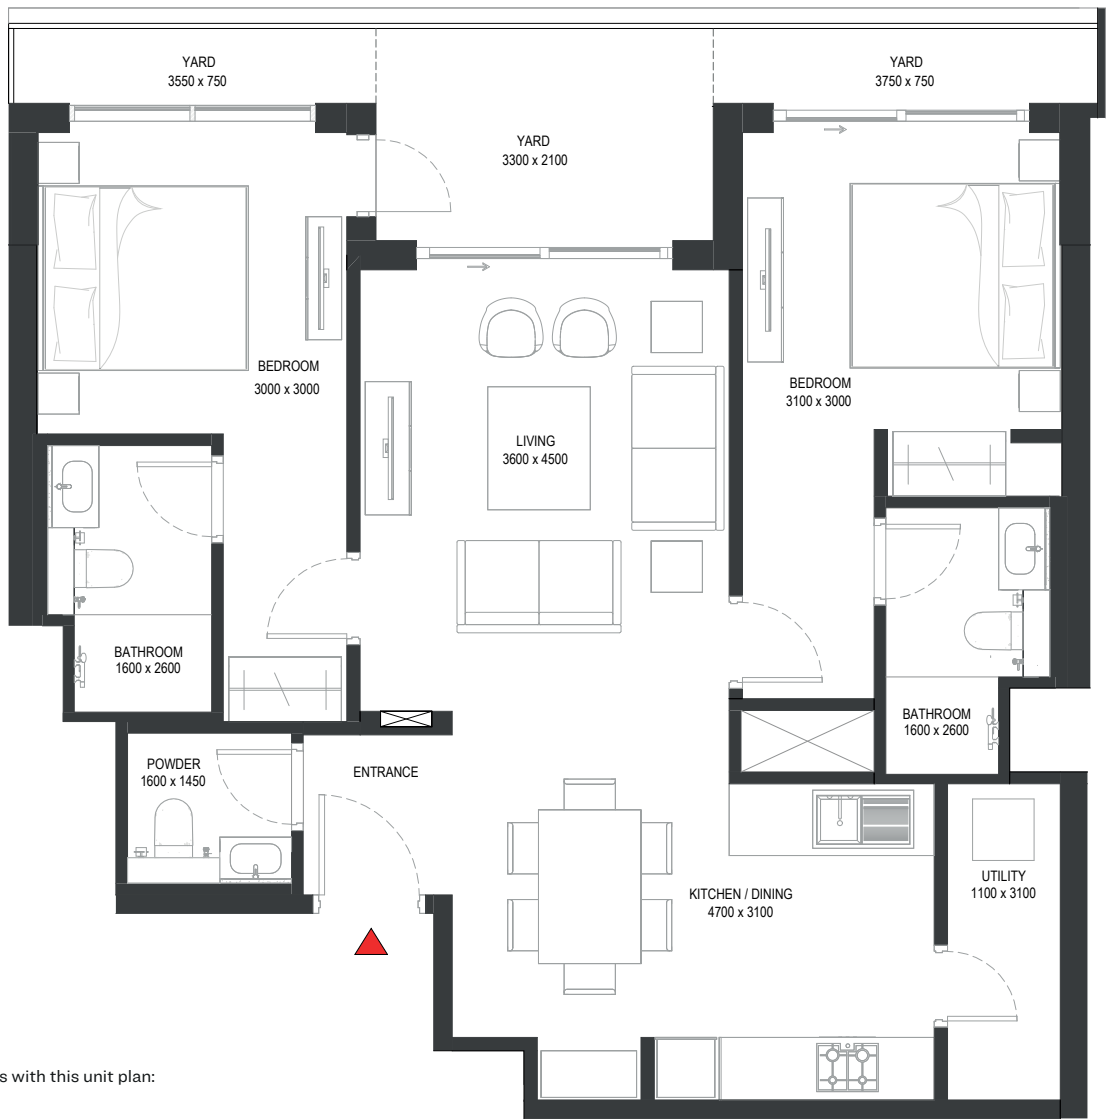 YARD
3550 x 750
YARD
3750 x 750
YARD
3300 x 2100
BEDROOM
3000 x 3000
BEDROOM
3100 x 3000
LIVING
3600 x 4500
BATHROOM
1600 x 2600
BATHROOM
1600 x 2600
POWDER
1600 x 1450
ENTRANCE
UTILITY
1100 x 3100
KITCHEN / DINING
4700 x 3100
s with this unit plan: